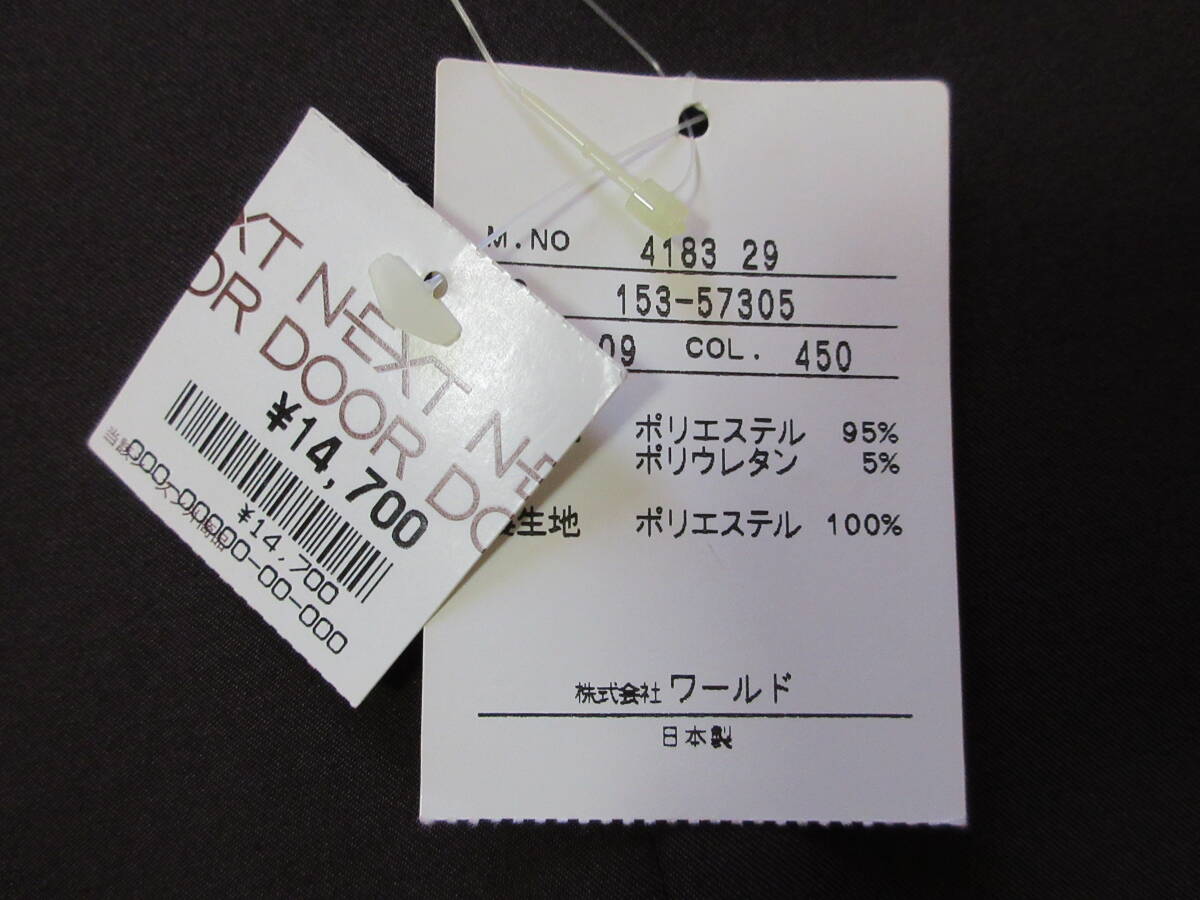 XT NEXT NE
OR DOOR DO
¥14,700
¥14,700
000-00000-00-000
M.NO 4183 29
153-57305
09 COL. 450
ポリエステル 95%
ポリウレタン 5%
生地 ポリエステル 100%
株式会社 ワールド
日本製